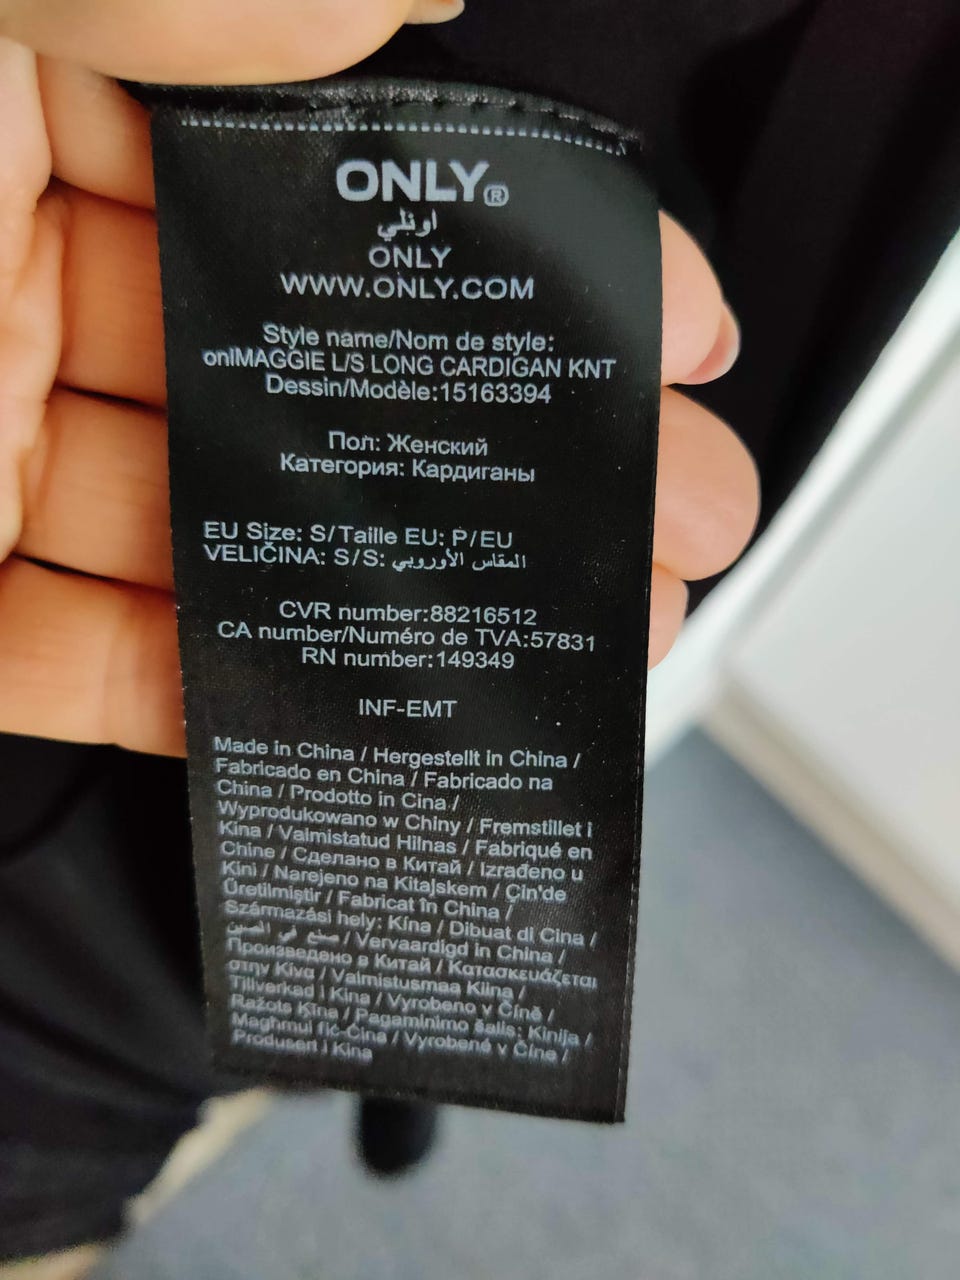 ONLY®
اونلي
ONLY
WWW.ONLY.COM
Style name/Nom de style:
onlMAGGIE L/S LONG CARDIGAN KNT
Dessin/Modèle:15163394
Пол: Женский
Категория: Кардиганы
EU Size: S/Taille EU: P/EU
VELIČINA: S/S: المقاس الأوروبي
CVR number:88216512
CA number/Numéro de TVA:57831
RN number:149349
INF-EMT
Made in China / Hergestellt in China /
Fabricado en China / Fabricado na
China / Prodotto in Cina /
Wyprodukowano w Chiny / Fremstillet i
Kina / Valmistatud Hiinas / Fabriqué en
Chine / Сделано в Китай / Izrađeno u
Kini / Narejeno na Kitajskem / Çin'de
Üretilmiştir / Fabricat în China /
Származási hely: Kína / Dibuat di Cina /
صنع في الصين / Vervaardigd in China /
Произведено в Китай / Κατασκευάζεται
στην Κίνα / Valmistusmaa Kiina /
Tillverkad i Kina / Vyrobeno v Číně /
Ražots Ķīna / Pagaminimo šalis: Kinija /
Magħmul fiċ-Ċina / Vyrobené v Číne /
Produsert i Kina